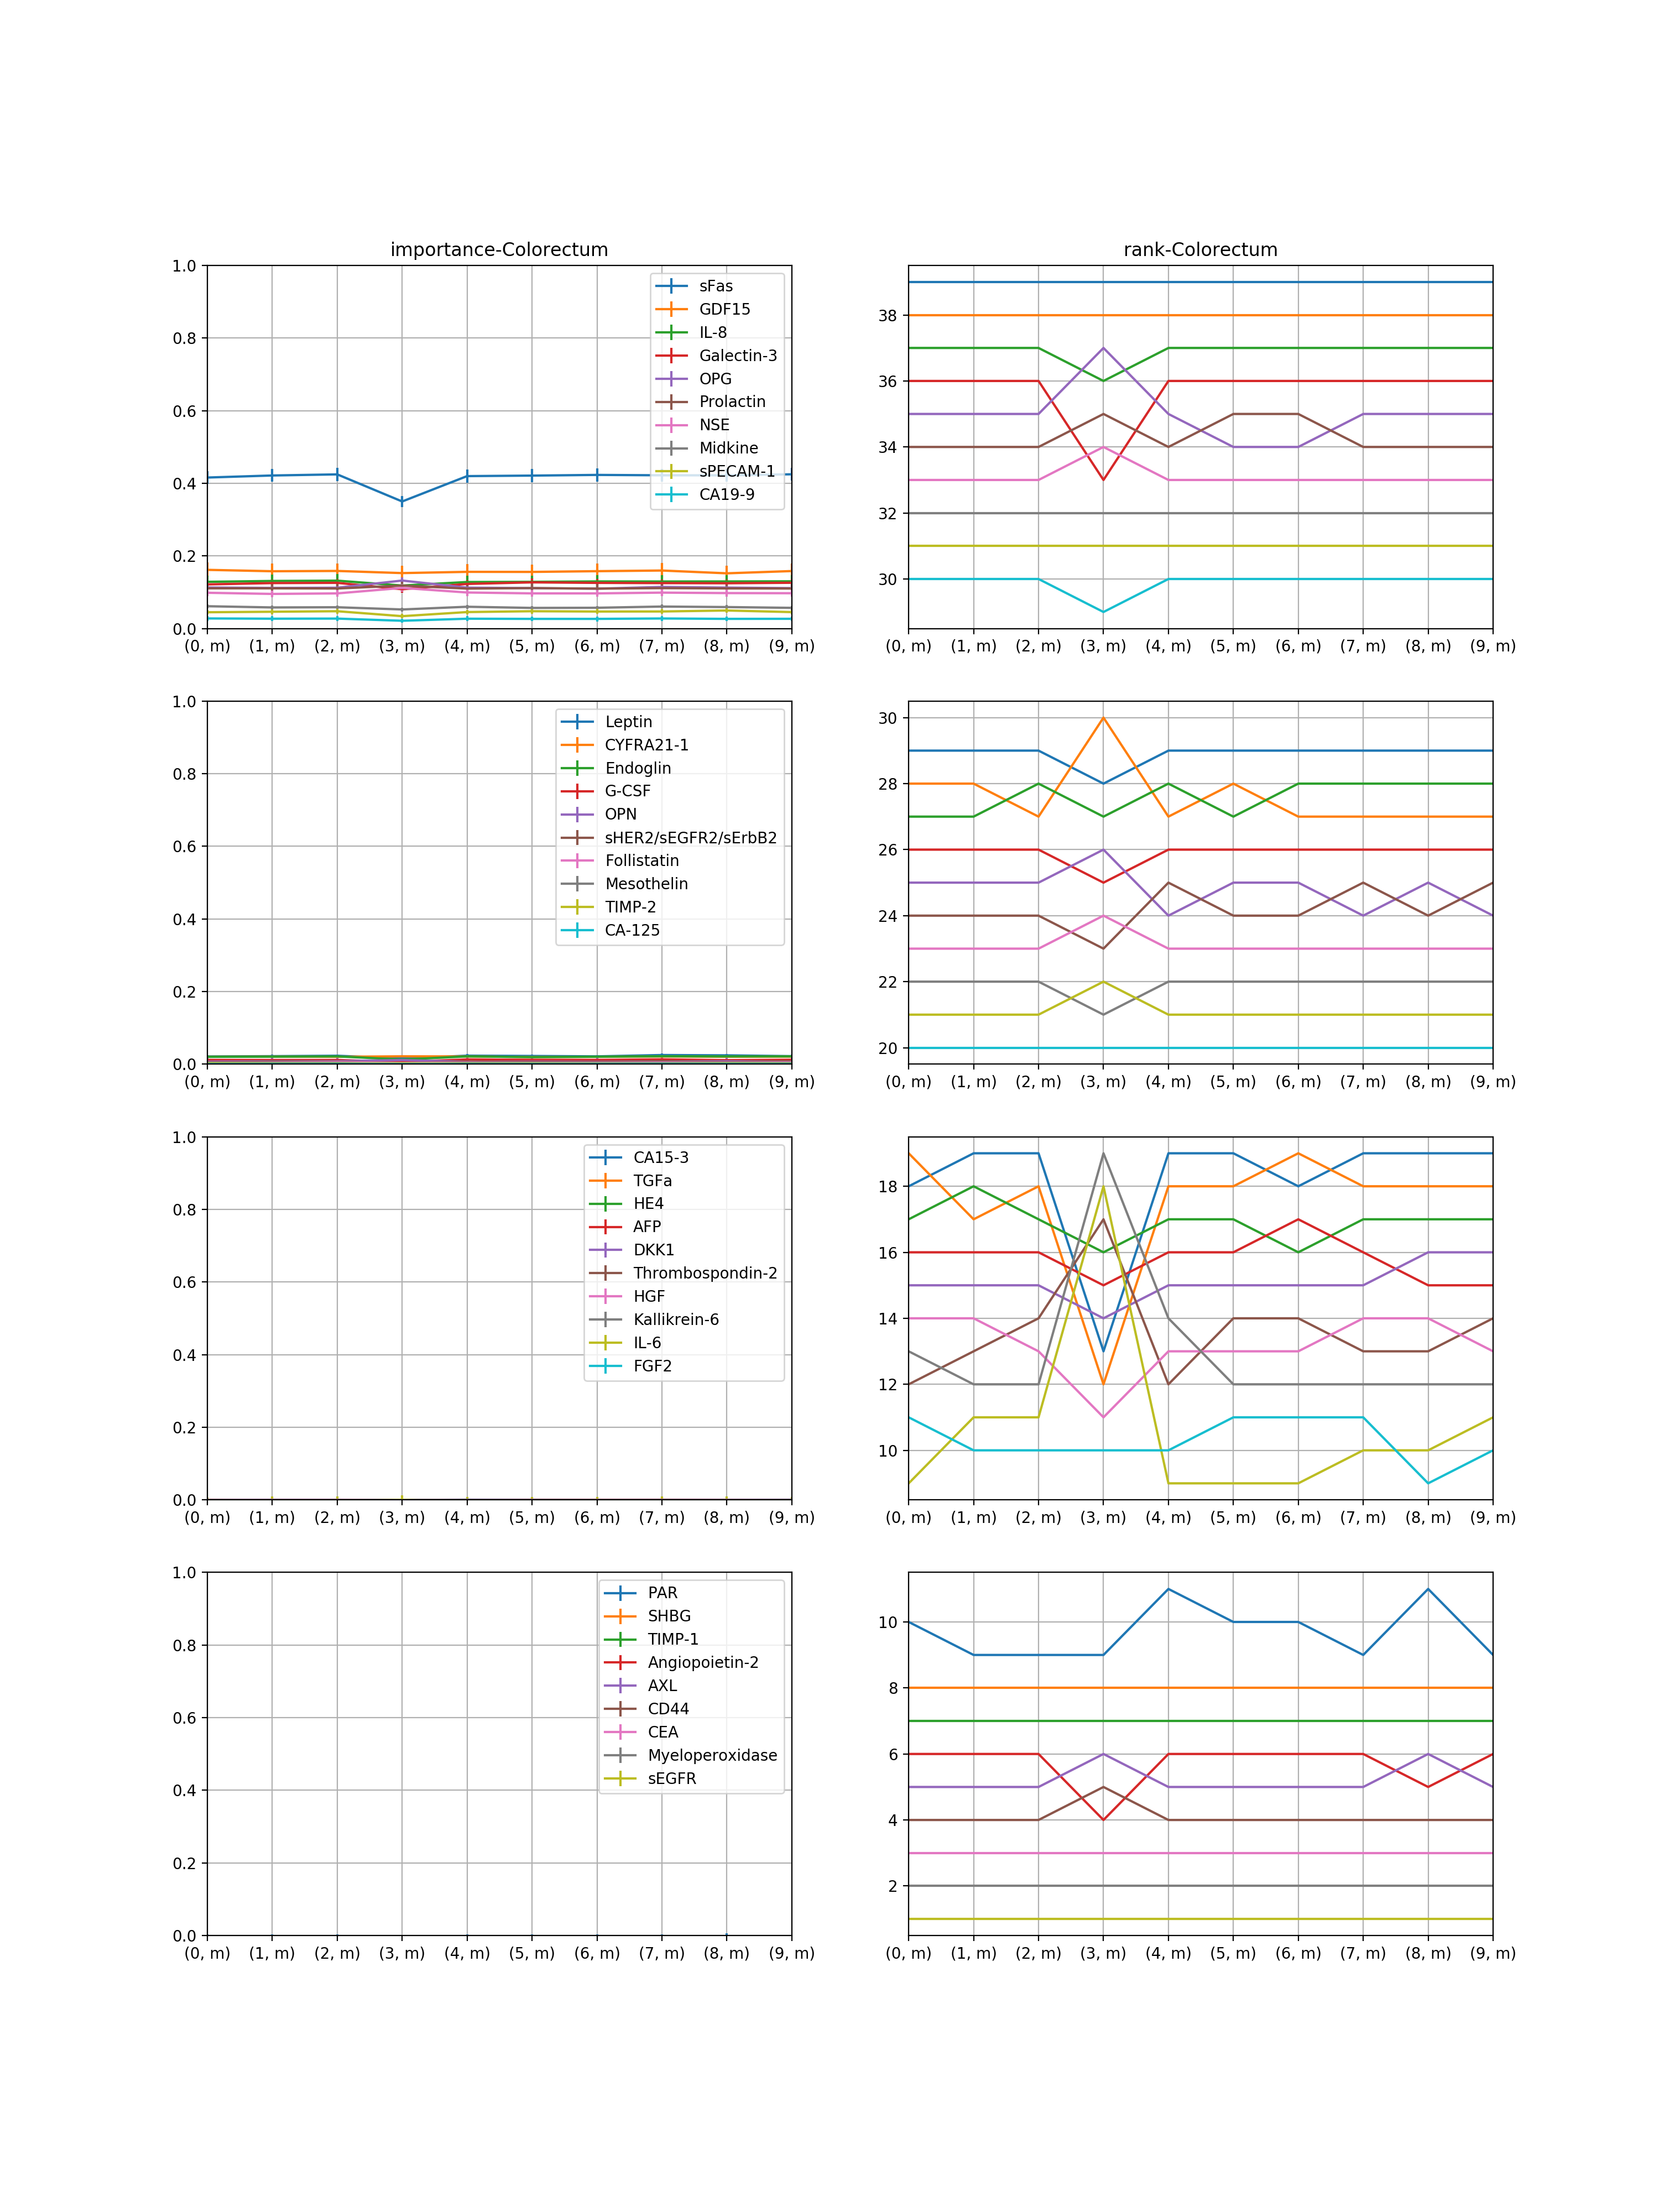 importance-Colorectum
1.0
0.8
0.6
0.4
0.2
0.0
sFas
GDF15
IL-8
Galectin-3
OPG
Prolactin
NSE
Midkine
sPECAM-1
CA19-9
(0, m) (1, m) (2, m) (3, m) (4, m) (5, m) (6, m) (7, m) (8, m) (9, m)
rank-Colorectum
38
36
34
32
30
(0, m) (1, m) (2, m) (3, m) (4, m) (5, m) (6, m) (7, m) (8, m) (9, m)
1.0
0.8
0.6
0.4
0.2
0.0
Leptin
CYFRA21-1
Endoglin
G-CSF
OPN
sHER2/sEGFR2/sErbB2
Follistatin
Mesothelin
TIMP-2
CA-125
(0, m) (1, m) (2, m) (3, m) (4, m) (5, m) (6, m) (7, m) (8, m) (9, m)
30
28
26
24
22
20
(0, m) (1, m) (2, m) (3, m) (4, m) (5, m) (6, m) (7, m) (8, m) (9, m)
1.0
0.8
0.6
0.4
0.2
0.0
CA15-3
TGFa
HE4
AFP
DKK1
Thrombospondin-2
HGF
Kallikrein-6
IL-6
FGF2
(0, m) (1, m) (2, m) (3, m) (4, m) (5, m) (6, m) (7, m) (8, m) (9, m)
18
16
14
12
10
(0, m) (1, m) (2, m) (3, m) (4, m) (5, m) (6, m) (7, m) (8, m) (9, m)
1.0
0.8
0.6
0.4
0.2
0.0
PAR
SHBG
TIMP-1
Angiopoietin-2
AXL
CD44
CEA
Myeloperoxidase
sEGFR
(0, m) (1, m) (2, m) (3, m) (4, m) (5, m) (6, m) (7, m) (8, m) (9, m)
10
8
6
4
2
(0, m) (1, m) (2, m) (3, m) (4, m) (5, m) (6, m) (7, m) (8, m) (9, m)